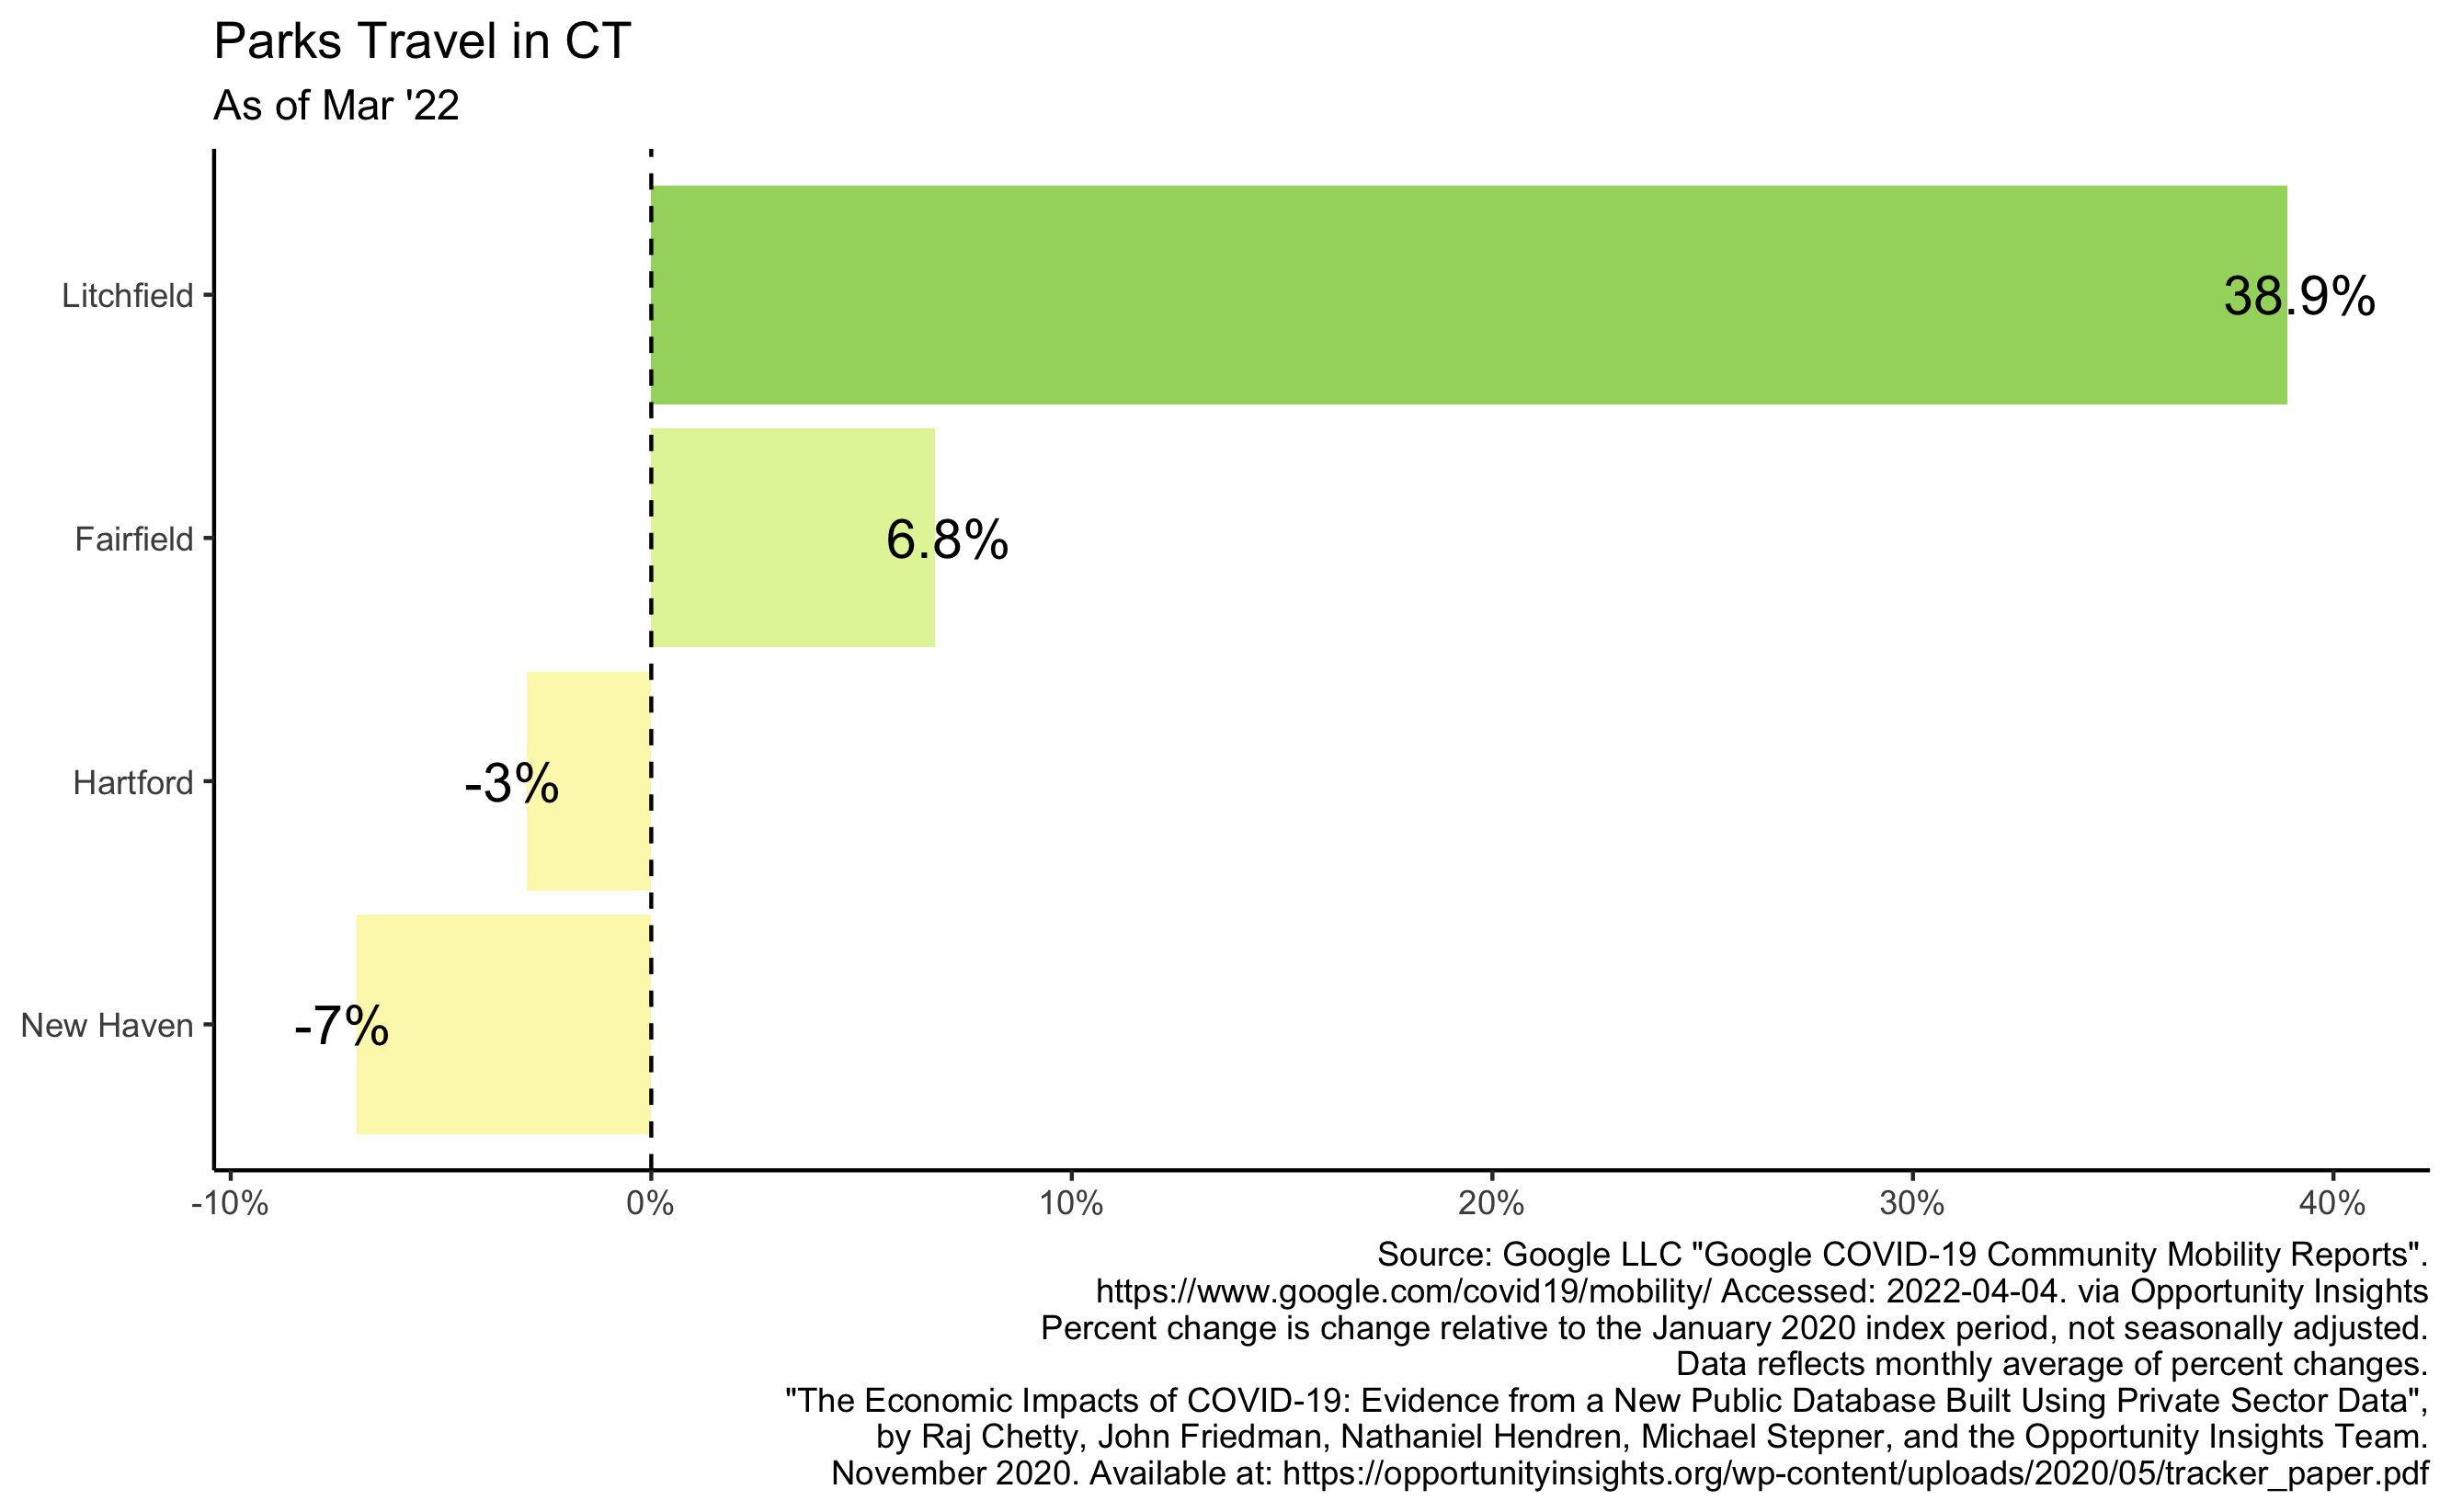 Parks Travel in CT
As of Mar '22
Litchfield
38.9%
Fairfield
6.8%
Hartford
-3%
New Haven
-7%
-10%
0%
10%
20%
30%
40%
Source: Google LLC "Google COVID-19 Community Mobility Reports".
https://www.google.com/covid19/mobility/ Accessed: 2022-04-04. via Opportunity Insights
Percent change is change relative to the January 2020 index period, not seasonally adjusted.
Data reflects monthly average of percent changes.
"The Economic Impacts of COVID-19: Evidence from a New Public Database Built Using Private Sector Data",
by Raj Chetty, John Friedman, Nathaniel Hendren, Michael Stepner, and the Opportunity Insights Team.
November 2020. Available at: https://opportunityinsights.org/wp-content/uploads/2020/05/tracker_paper.pdf